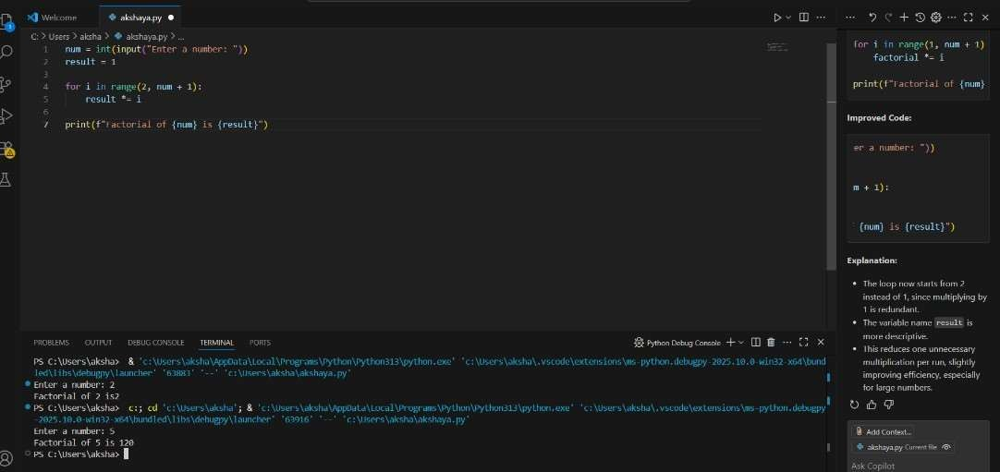 Welcome
akshaya.py
C: > Users > aksha > akshaya.py > ...
1 num = int(input("Enter a number: "))
2 result = 1
3
4 for i in range(2, num + 1):
5 result *= i
6
7 print(f"Factorial of {num} is {result}")
PROBLEMS OUTPUT DEBUG CONSOLE TERMINAL PORTS
Python Debug Console
PS C:\Users\aksha> & 'c:\Users\aksha\AppData\Local\Programs\Python\Python313\python.exe' 'c:\Users\aksha\.vscode\extensions\ms-python.debugpy-2025.10.0-win32-x64\bund
led\libs\debugpy\launcher' '63883' '--' 'c:\Users\aksha\akshaya.py'
Enter a number: 2
Factorial of 2 is2
PS C:\Users\aksha> c:; cd 'c:\Users\aksha'; & 'c:\Users\aksha\AppData\Local\Programs\Python\Python313\python.exe' 'c:\Users\aksha\.vscode\extensions\ms-python.debugpy
-2025.10.0-win32-x64\bundled\libs\debugpy\launcher' '63916' '--' 'c:\Users\aksha\akshaya.py'
Enter a number: 5
Factorial of 5 is 120
PS C:\Users\aksha>
for i in range(1, num + 1)
factorial *= i
print(f"Factorial of {num}
Improved Code:
er a number: "))
m + 1):
{num} is {result}")
Explanation:
• The loop now starts from 2
instead of 1, since multiplying by
1 is redundant.
• The variable name result is
more descriptive.
• This reduces one unnecessary
multiplication per run, slightly
improving efficiency, especially
for large numbers.
Add Context...
akshaya.py Current file
Ask Copilot